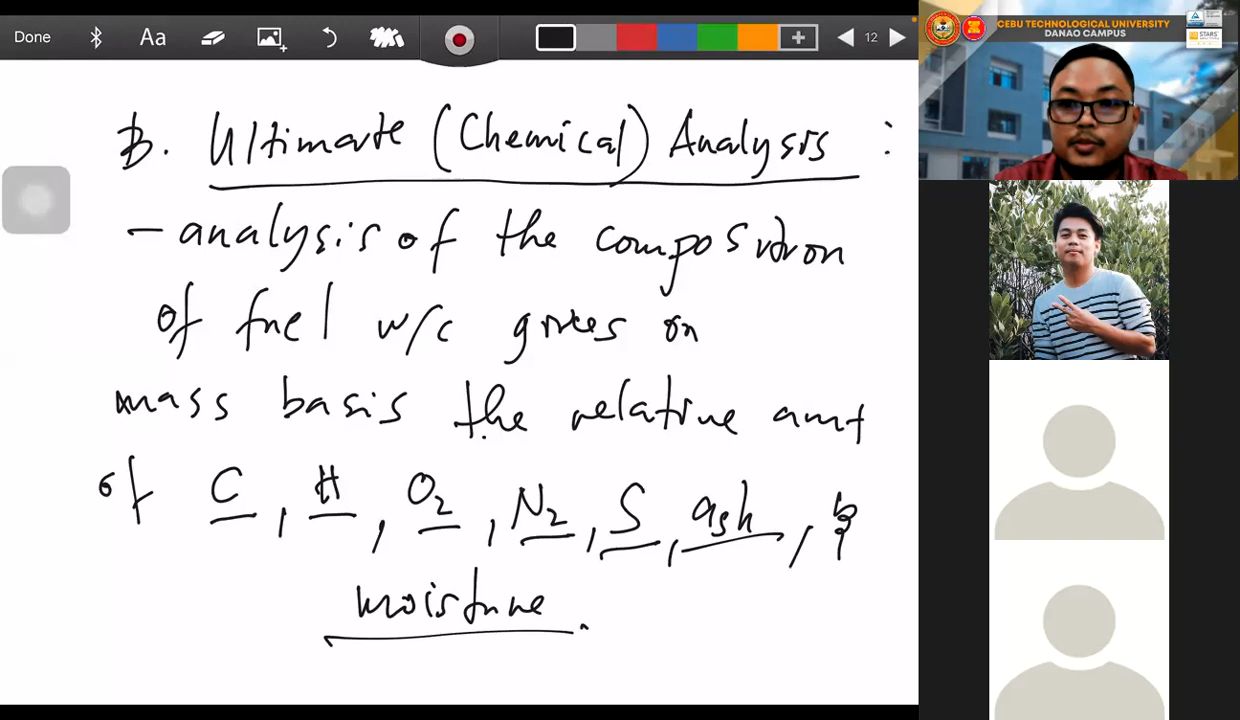 Done
Aa
12
B. Ultimate (Chemical) Analysis :
- analysis of the composition
of fuel w/c gives on
mass basis the relative amt
of C, H, O2, N2, S, ash, &
moisture.
CEBU TECHNOLOGICAL UNIVERSITY
DANAO CAMPUS
STARS